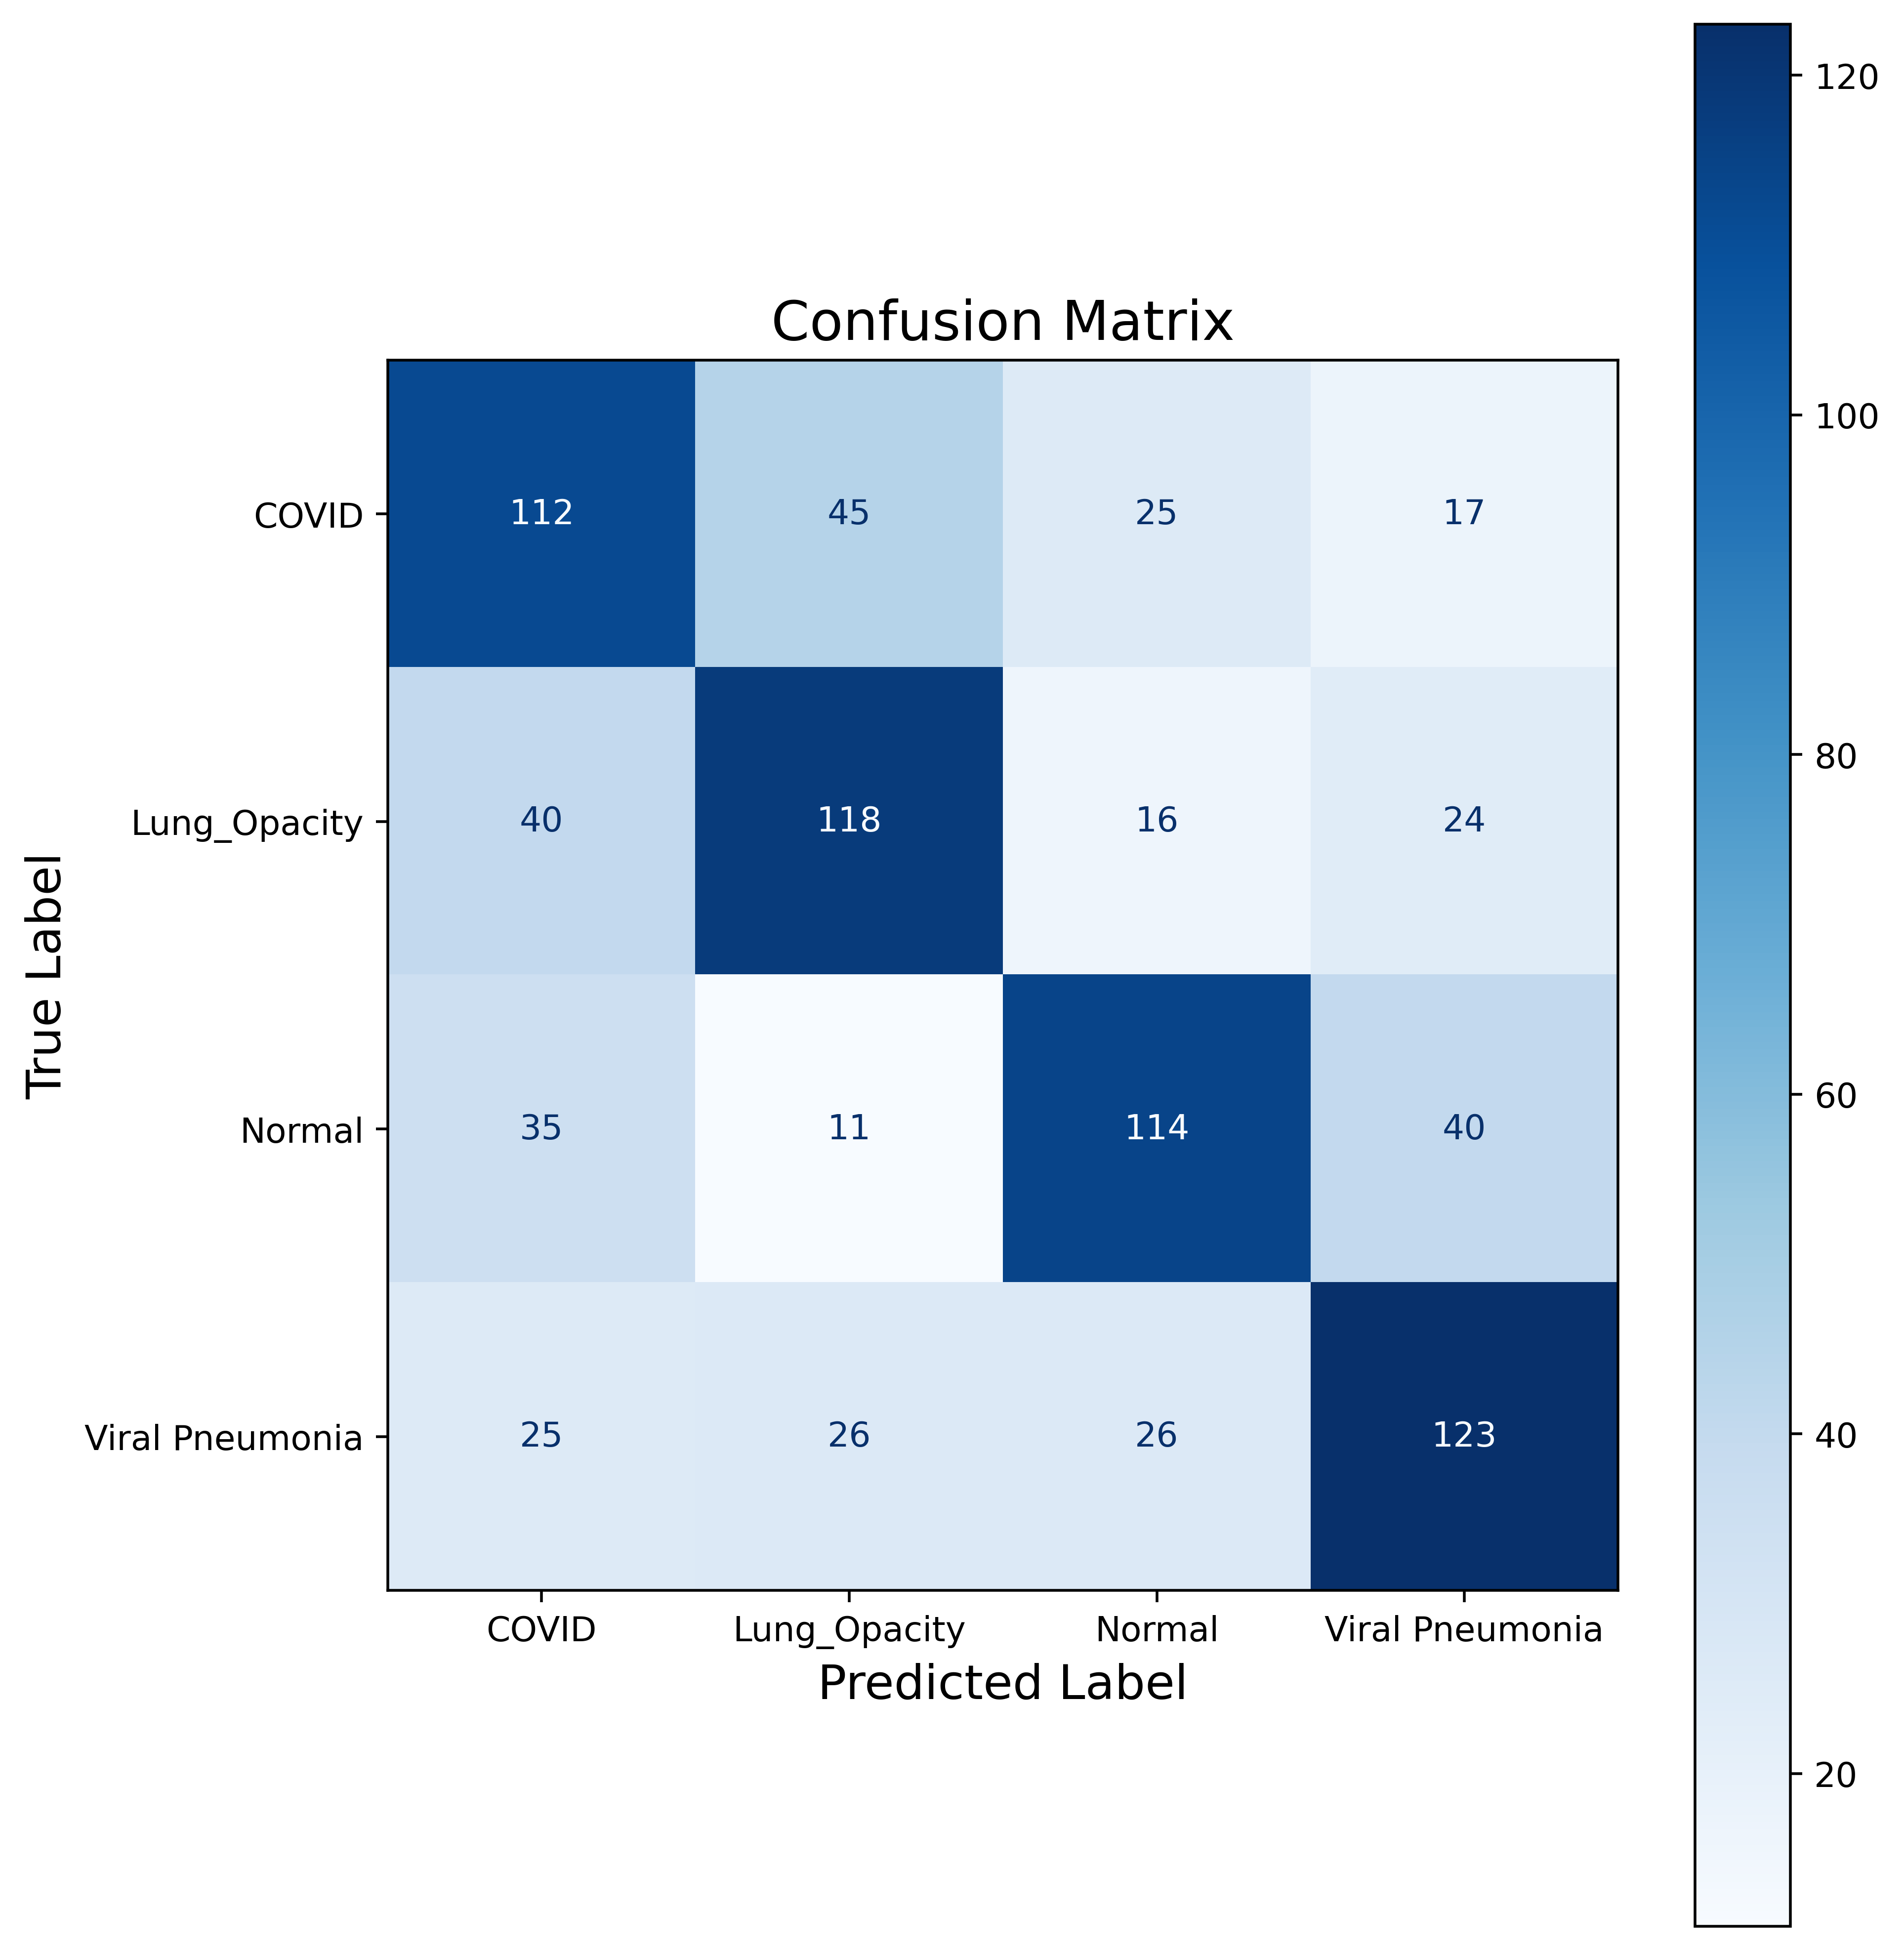 Confusion Matrix
True Label
COVID 112 45 25 17
Lung_Opacity 40 118 16 24
Normal 35 11 114 40
Viral Pneumonia 25 26 26 123
COVID Lung_Opacity Normal Viral Pneumonia
Predicted Label
120
100
80
60
40
20